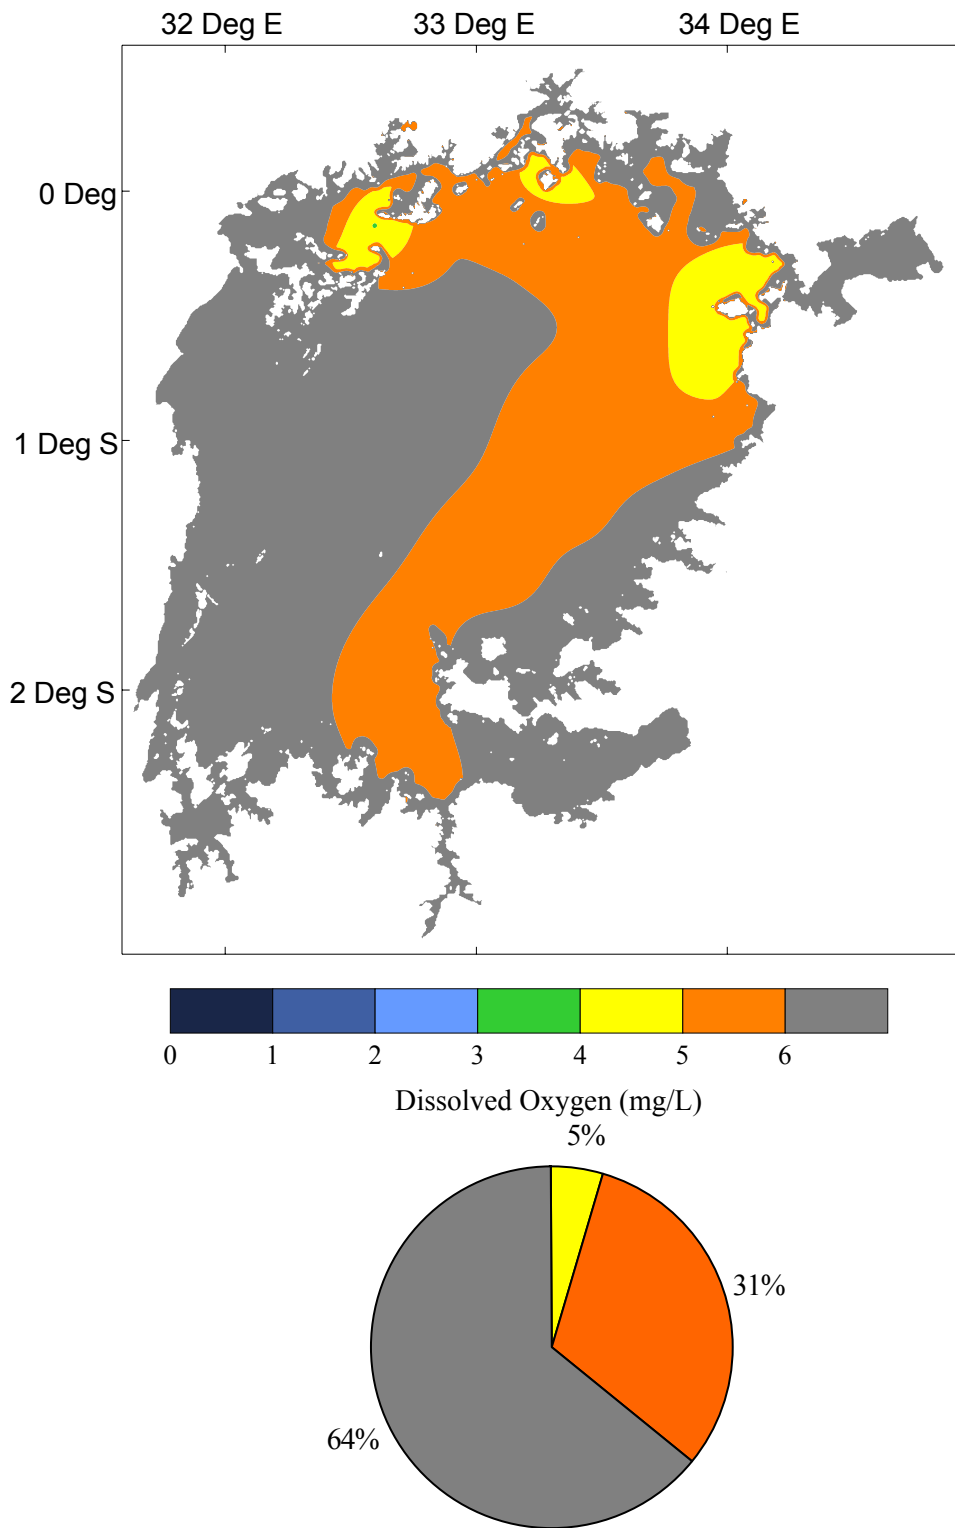 32 Deg E 33 Deg E 34 Deg E
0 Deg
1 Deg S
2 Deg S
0 1 2 3 4 5 6
Dissolved Oxygen (mg/L)
5%
31%
64%